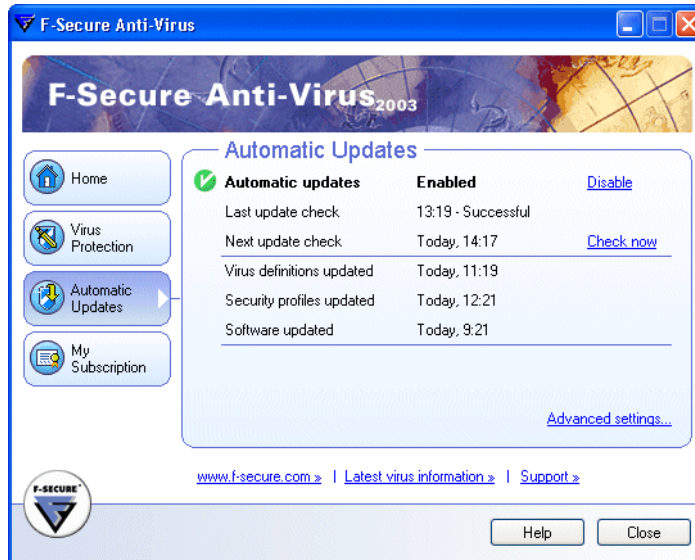 F-Secure Anti-Virus
F-Secure Anti-Virus 2003
Home
Virus
Protection
Automatic
Updates
My
Subscription
Automatic Updates
Automatic updates Enabled Disable
Last update check 13:19 - Successful
Next update check Today, 14:17 Check now
Virus definitions updated Today, 11:19
Security profiles updated Today, 12:21
Software updated Today, 9:21
Advanced settings...
www.f-secure.com » | Latest virus information » | Support »
F-SECURE
Help Close